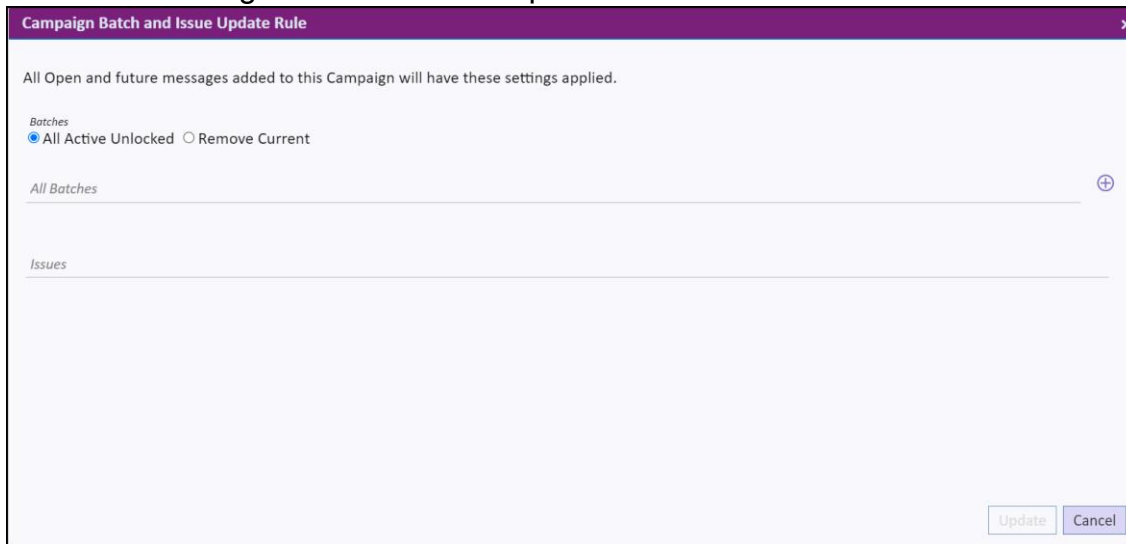 Campaign Batch and Issue Update Rule
All Open and future messages added to this Campaign will have these settings applied.
Batches
All Active Unlocked Remove Current
All Batches
Issues
Update Cancel